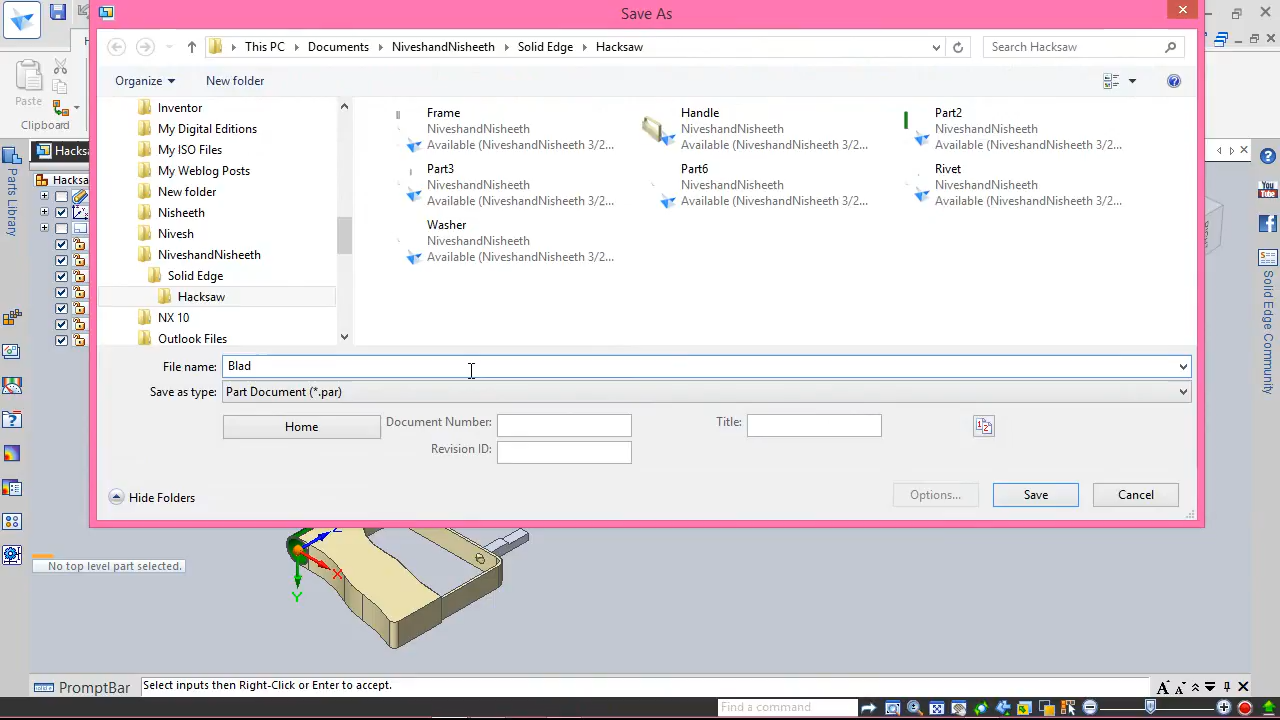 Save As
This PC Documents NiveshandNisheeth Solid Edge Hacksaw
Search Hacksaw
Organize
New folder
Paste
Clipboard
Inventor
My Digital Editions
My ISO Files
My Weblog Posts
New folder
Nisheeth
Nivesh
NiveshandNisheeth
Solid Edge
Hacksaw
NX 10
Outlook Files
Frame
NiveshandNisheeth
Available (NiveshandNisheeth 3/2...
Handle
NiveshandNisheeth
Available (NiveshandNisheeth 3/2...
Part2
NiveshandNisheeth
Available (NiveshandNisheeth 3/2...
Part3
NiveshandNisheeth
Available (NiveshandNisheeth 3/2...
Part6
NiveshandNisheeth
Available (NiveshandNisheeth 3/2...
Rivet
NiveshandNisheeth
Available (NiveshandNisheeth 3/2...
Washer
NiveshandNisheeth
Available (NiveshandNisheeth 3/2...
Hacks
Hacksaw
Parts Library
You Tube
Solid Edge Community
File name: Blad
Save as type: Part Document (*.par)
Home
Document Number:
Title:
Revision ID:
Hide Folders
Options...
Save
Cancel
No top level part selected.
Z
X
Y
PromptBar
Select inputs then Right-Click or Enter to accept.
Find a command